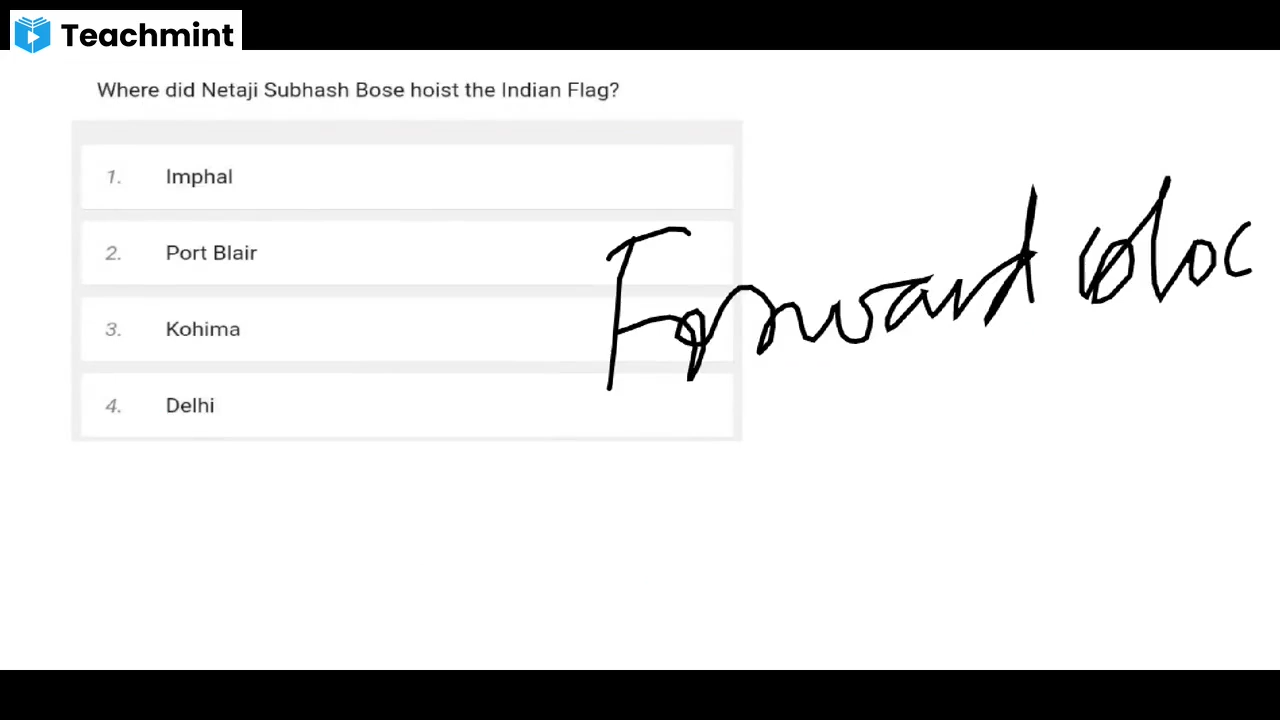 Teachmint
Where did Netaji Subhash Bose hoist the Indian Flag?
1. Imphal
2. Port Blair
3. Kohima
4. Delhi
Forward bloc